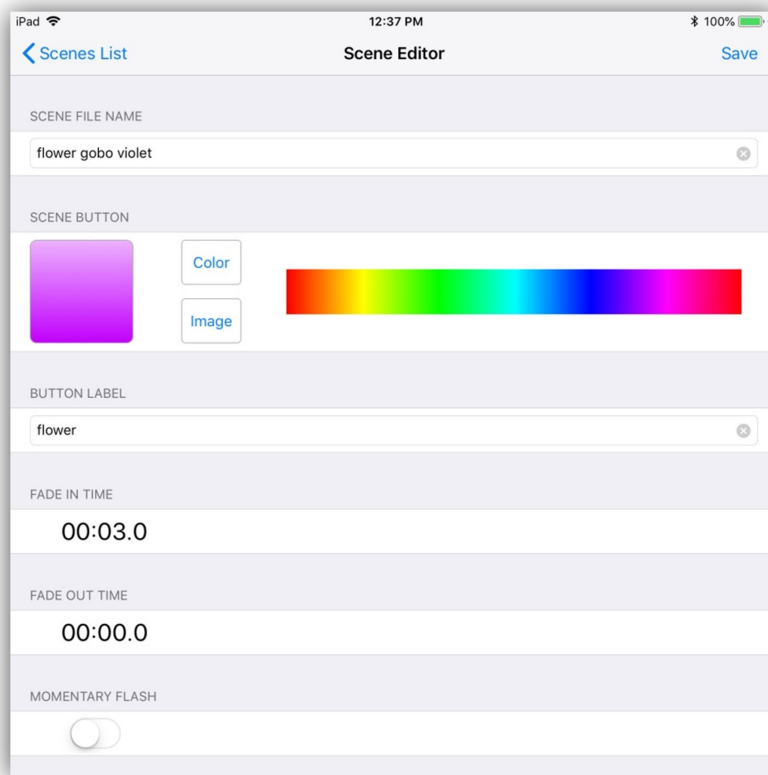 iPad 12:37 PM 100%
Scenes List Scene Editor Save
SCENE FILE NAME
flower gobo violet
SCENE BUTTON
Color
Image
BUTTON LABEL
flower
FADE IN TIME
00:03.0
FADE OUT TIME
00:00.0
MOMENTARY FLASH